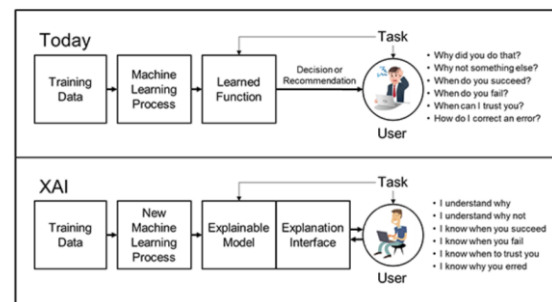 Today
Task
Training
Data
Machine
Learning
Process
Learned
Function
Decision or
Recommendation
User
• Why did you do that?
• Why not something else?
• When do you succeed?
• When do you fail?
• When can I trust you?
• How do I correct an error?
XAI
Task
Training
Data
New
Machine
Learning
Process
Explainable
Model
Explanation
Interface
User
• I understand why
• I understand why not
• I know when you succeed
• I know when you fail
• I know when to trust you
• I know why you erred